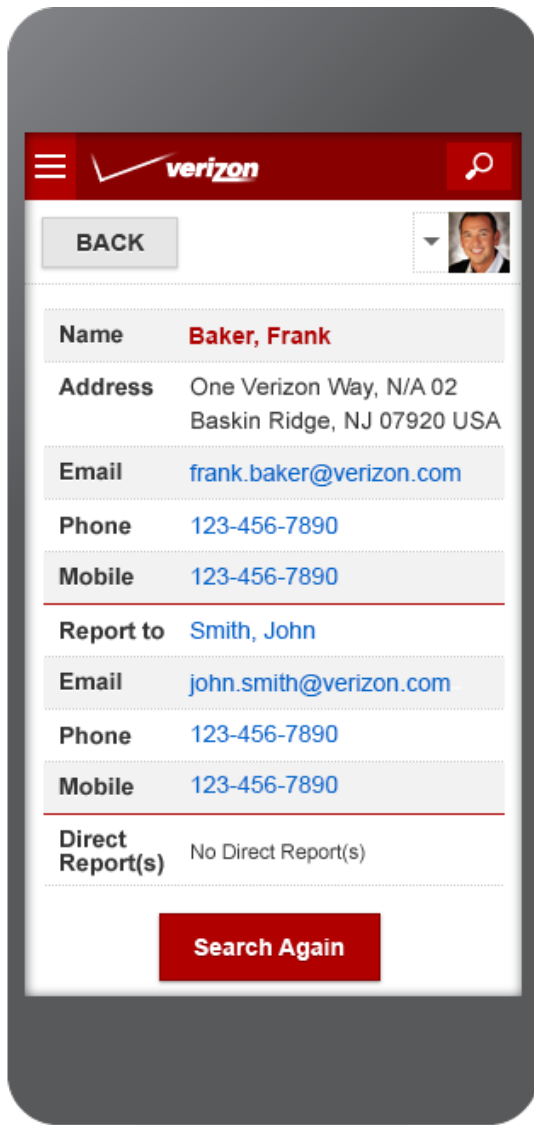 verizon
BACK
Name Baker, Frank
Address One Verizon Way, N/A 02
Baskin Ridge, NJ 07920 USA
Email frank.baker@verizon.com
Phone 123-456-7890
Mobile 123-456-7890
Report to Smith, John
Email john.smith@verizon.com
Phone 123-456-7890
Mobile 123-456-7890
Direct
Report(s) No Direct Report(s)
Search Again